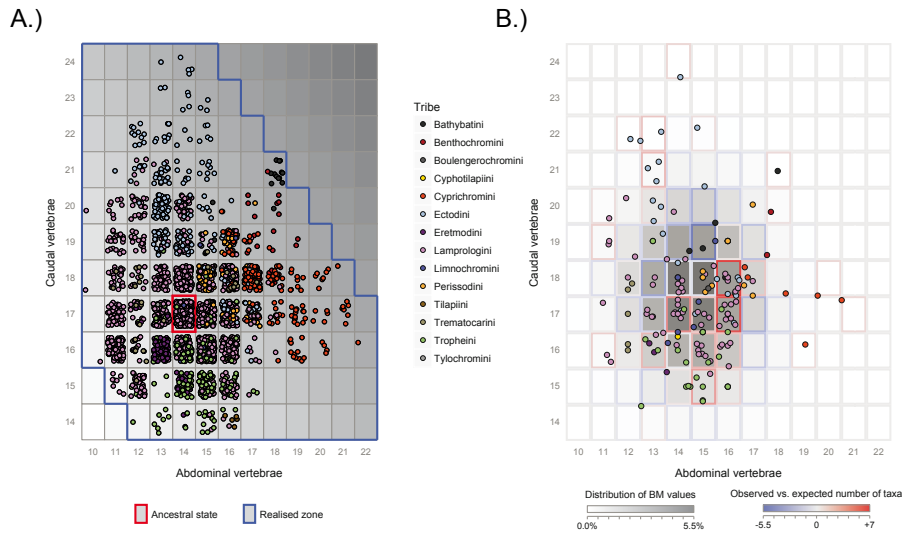 A.)
B.)
24
23
22
21
20
19
18
17
16
15
14
Caudal vertebrae
10 11 12 13 14 15 16 17 18 19 20 21 22
Abdominal vertebrae
Ancestral state
Realised zone
Tribe
Bathybatini
Benthochromini
Boulengerochromini
Cyphotilapiini
Cyprichromini
Ectodini
Eretmodini
Lamprologini
Limnochromini
Perissodini
Tilapiini
Trematocarini
Tropheini
Tylochromini
24
23
22
21
20
19
18
17
16
15
14
Caudal vertebrae
10 11 12 13 14 15 16 17 18 19 20 21 22
Abdominal vertebrae
Distribution of BM values
0.0% 5.5%
Observed vs. expected number of taxa
-5.5 0 +7